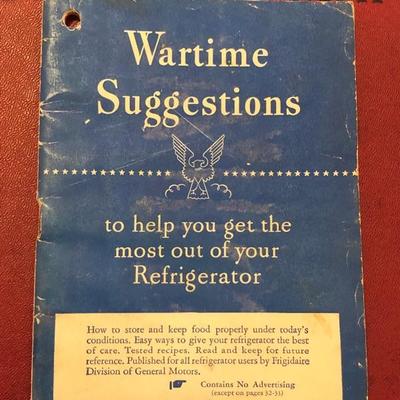 Wartime
Suggestions
to help you get the
most out of your
Refrigerator
How to store and keep food properly under today's
conditions. Easy ways to give your refrigerator the best
of care. Tested recipes. Read and keep for future
reference. Published for all refrigerator users by Frigidaire
Division of General Motors.
Contains No Advertising
(except on pages 32-33)